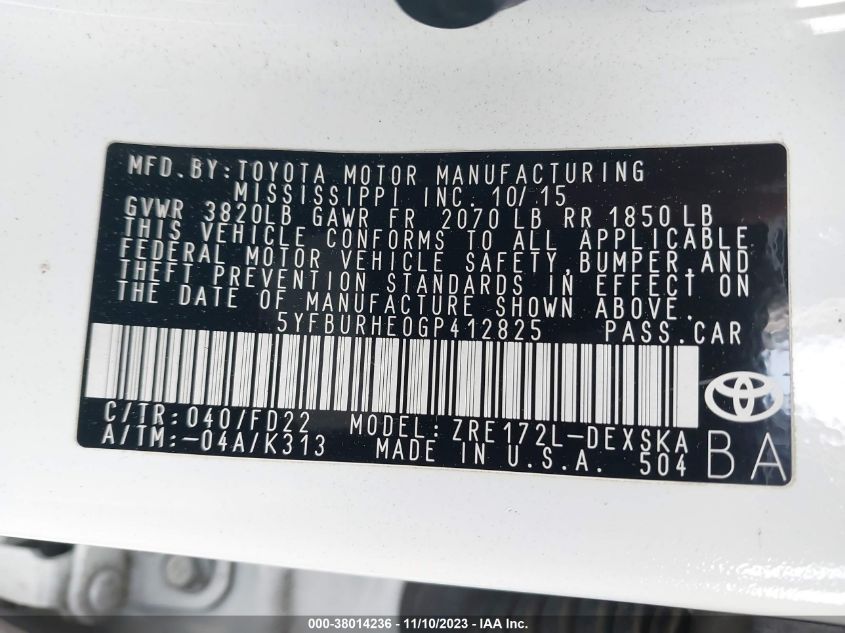 MFD.BY:TOYOTA MOTOR MANUFACTURING
MISSISSIPPI INC. 10/15
GVWR 3820LB GAWR FR 2070 LB RR 1850 LB
THIS VEHICLE CONFORMS TO ALL APPLICABLE
FEDERAL MOTOR VEHICLE SAFETY,BUMPER,AND
THEFT PREVENTION STANDARDS IN EFFECT ON
THE DATE OF MANUFACTURE SHOWN ABOVE.
5YFBURHE0GP412825 PASS.CAR
C/TR:040/FD22 MODEL:ZRE172L-DEXSKA
A/TM:-04A/K313 MADE IN U.S.A. 504
BA
000-38014236 - 11/10/2023 - IAA Inc.